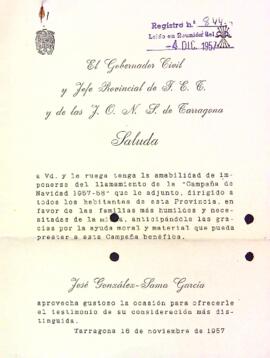 Registro n.º 844
Leido en Reunidad del
-4 DIC. 1957
El Gobernador Civil
y Jefe Provincial de F. E. T.
y de las J. O. N. S. de Tarragona
Saluda
a Vd. y le ruega tenga la amabilidad de im-
ponerse del llamamiento de la "Campaña de
Navidad 1957-58" que le adjunto, dirigido a
todos los habitantes de esta Provincia, en
favor de las familias más humildes y nece-
sitadas de la misma, anticipándole las gra-
cias por la ayuda moral y material que pueda
prestar a esta Campaña benéfica.
José González-Sama García
aprovecha gustoso la ocasión para ofrecerle
el testimonio de su consideración más dis-
tinguida.
Tarragona 16 de noviembre de 1957